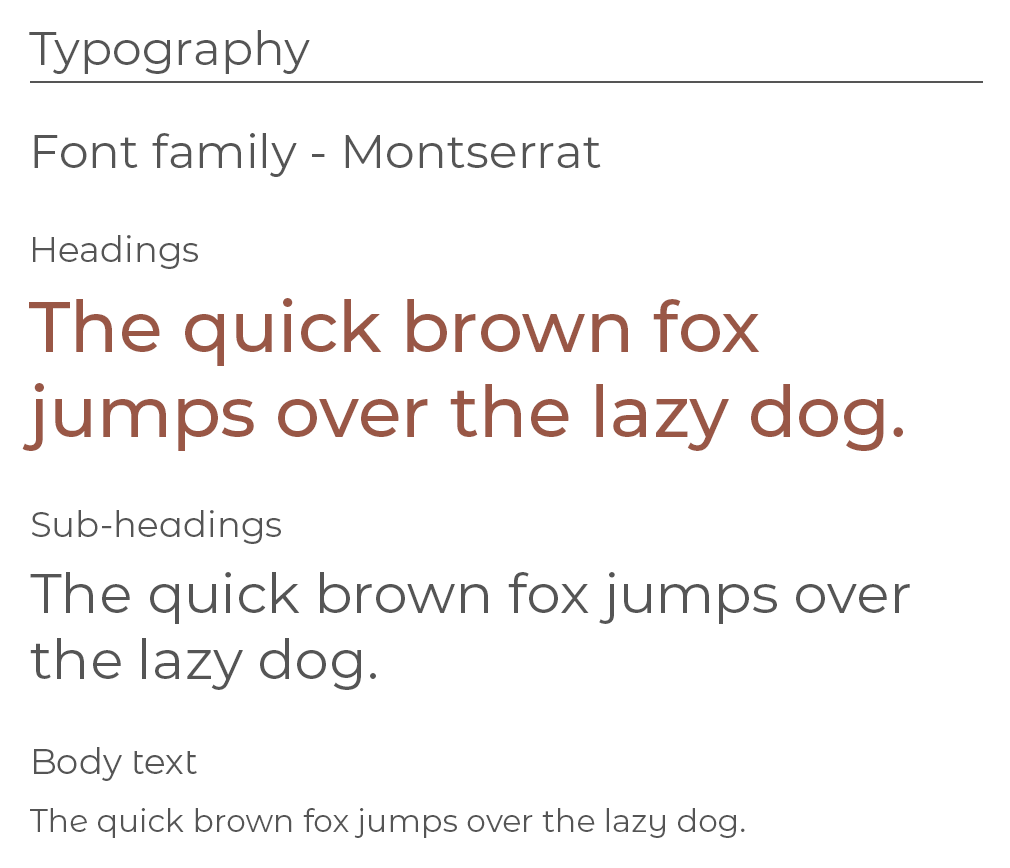 Typography
Font family - Montserrat
Headings
The quick brown fox
jumps over the lazy dog.
Sub-headings
The quick brown fox jumps over
the lazy dog.
Body text
The quick brown fox jumps over the lazy dog.